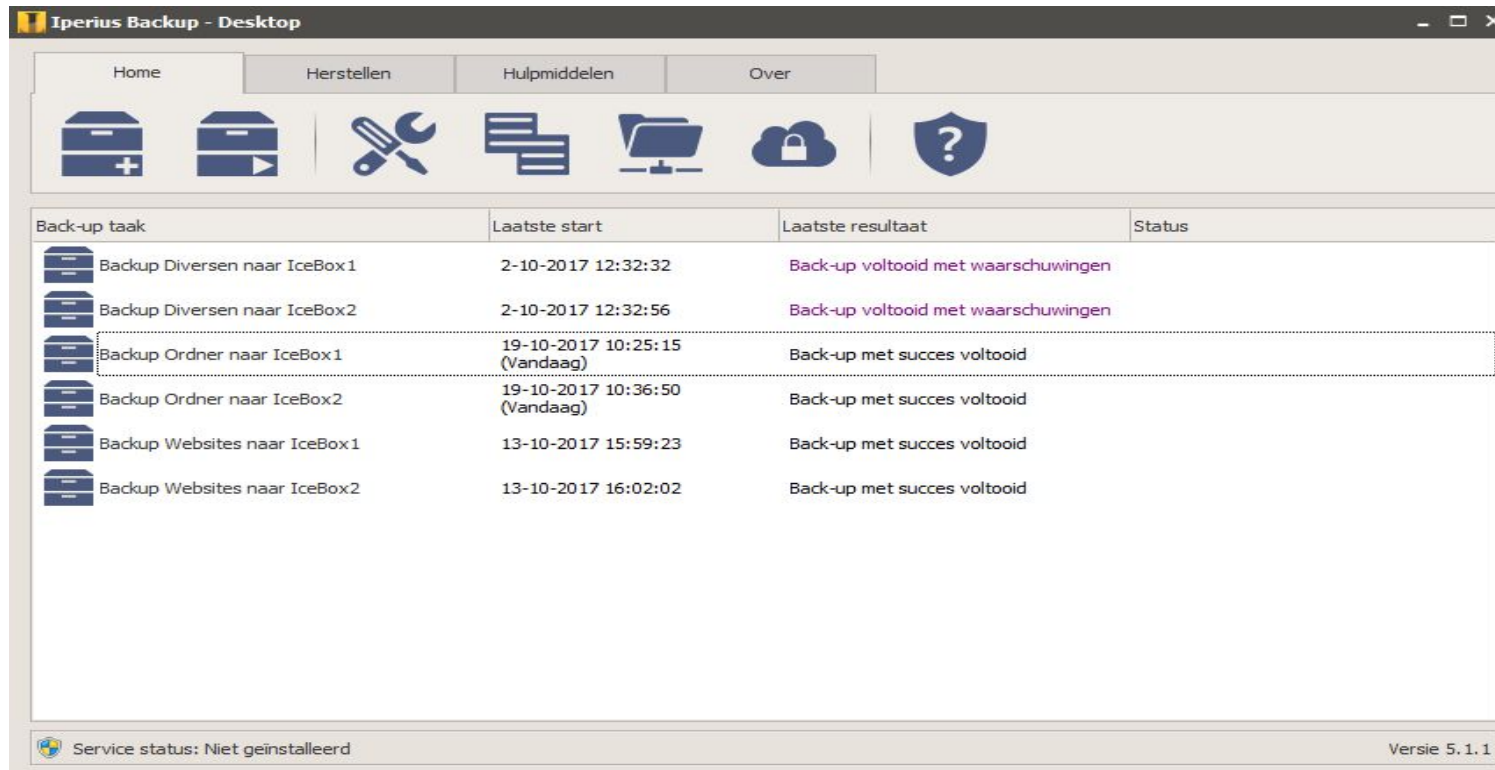 Iperius Backup - Desktop
Home Herstellen Hulpmiddelen Over
Back-up taak Laatste start Laatste resultaat Status
Backup Diversen naar IceBox1 2-10-2017 12:32:32 Back-up voltooid met waarschuwingen
Backup Diversen naar IceBox2 2-10-2017 12:32:56 Back-up voltooid met waarschuwingen
Backup Ordner naar IceBox1 19-10-2017 10:25:15 (Vandaag) Back-up met succes voltooid
Backup Ordner naar IceBox2 19-10-2017 10:36:50 (Vandaag) Back-up met succes voltooid
Backup Websites naar IceBox1 13-10-2017 15:59:23 Back-up met succes voltooid
Backup Websites naar IceBox2 13-10-2017 16:02:02 Back-up met succes voltooid
Service status: Niet geïnstalleerd Versie 5.1.1